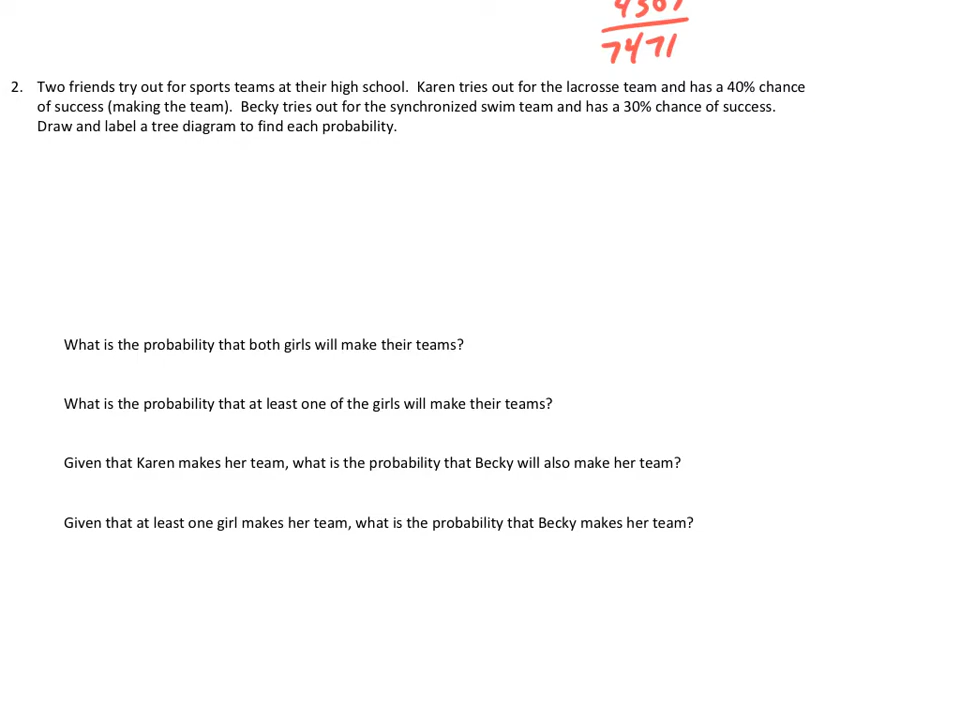 7471
2. Two friends try out for sports teams at their high school. Karen tries out for the lacrosse team and has a 40% chance
of success (making the team). Becky tries out for the synchronized swim team and has a 30% chance of success.
Draw and label a tree diagram to find each probability.
What is the probability that both girls will make their teams?
What is the probability that at least one of the girls will make their teams?
Given that Karen makes her team, what is the probability that Becky will also make her team?
Given that at least one girl makes her team, what is the probability that Becky makes her team?